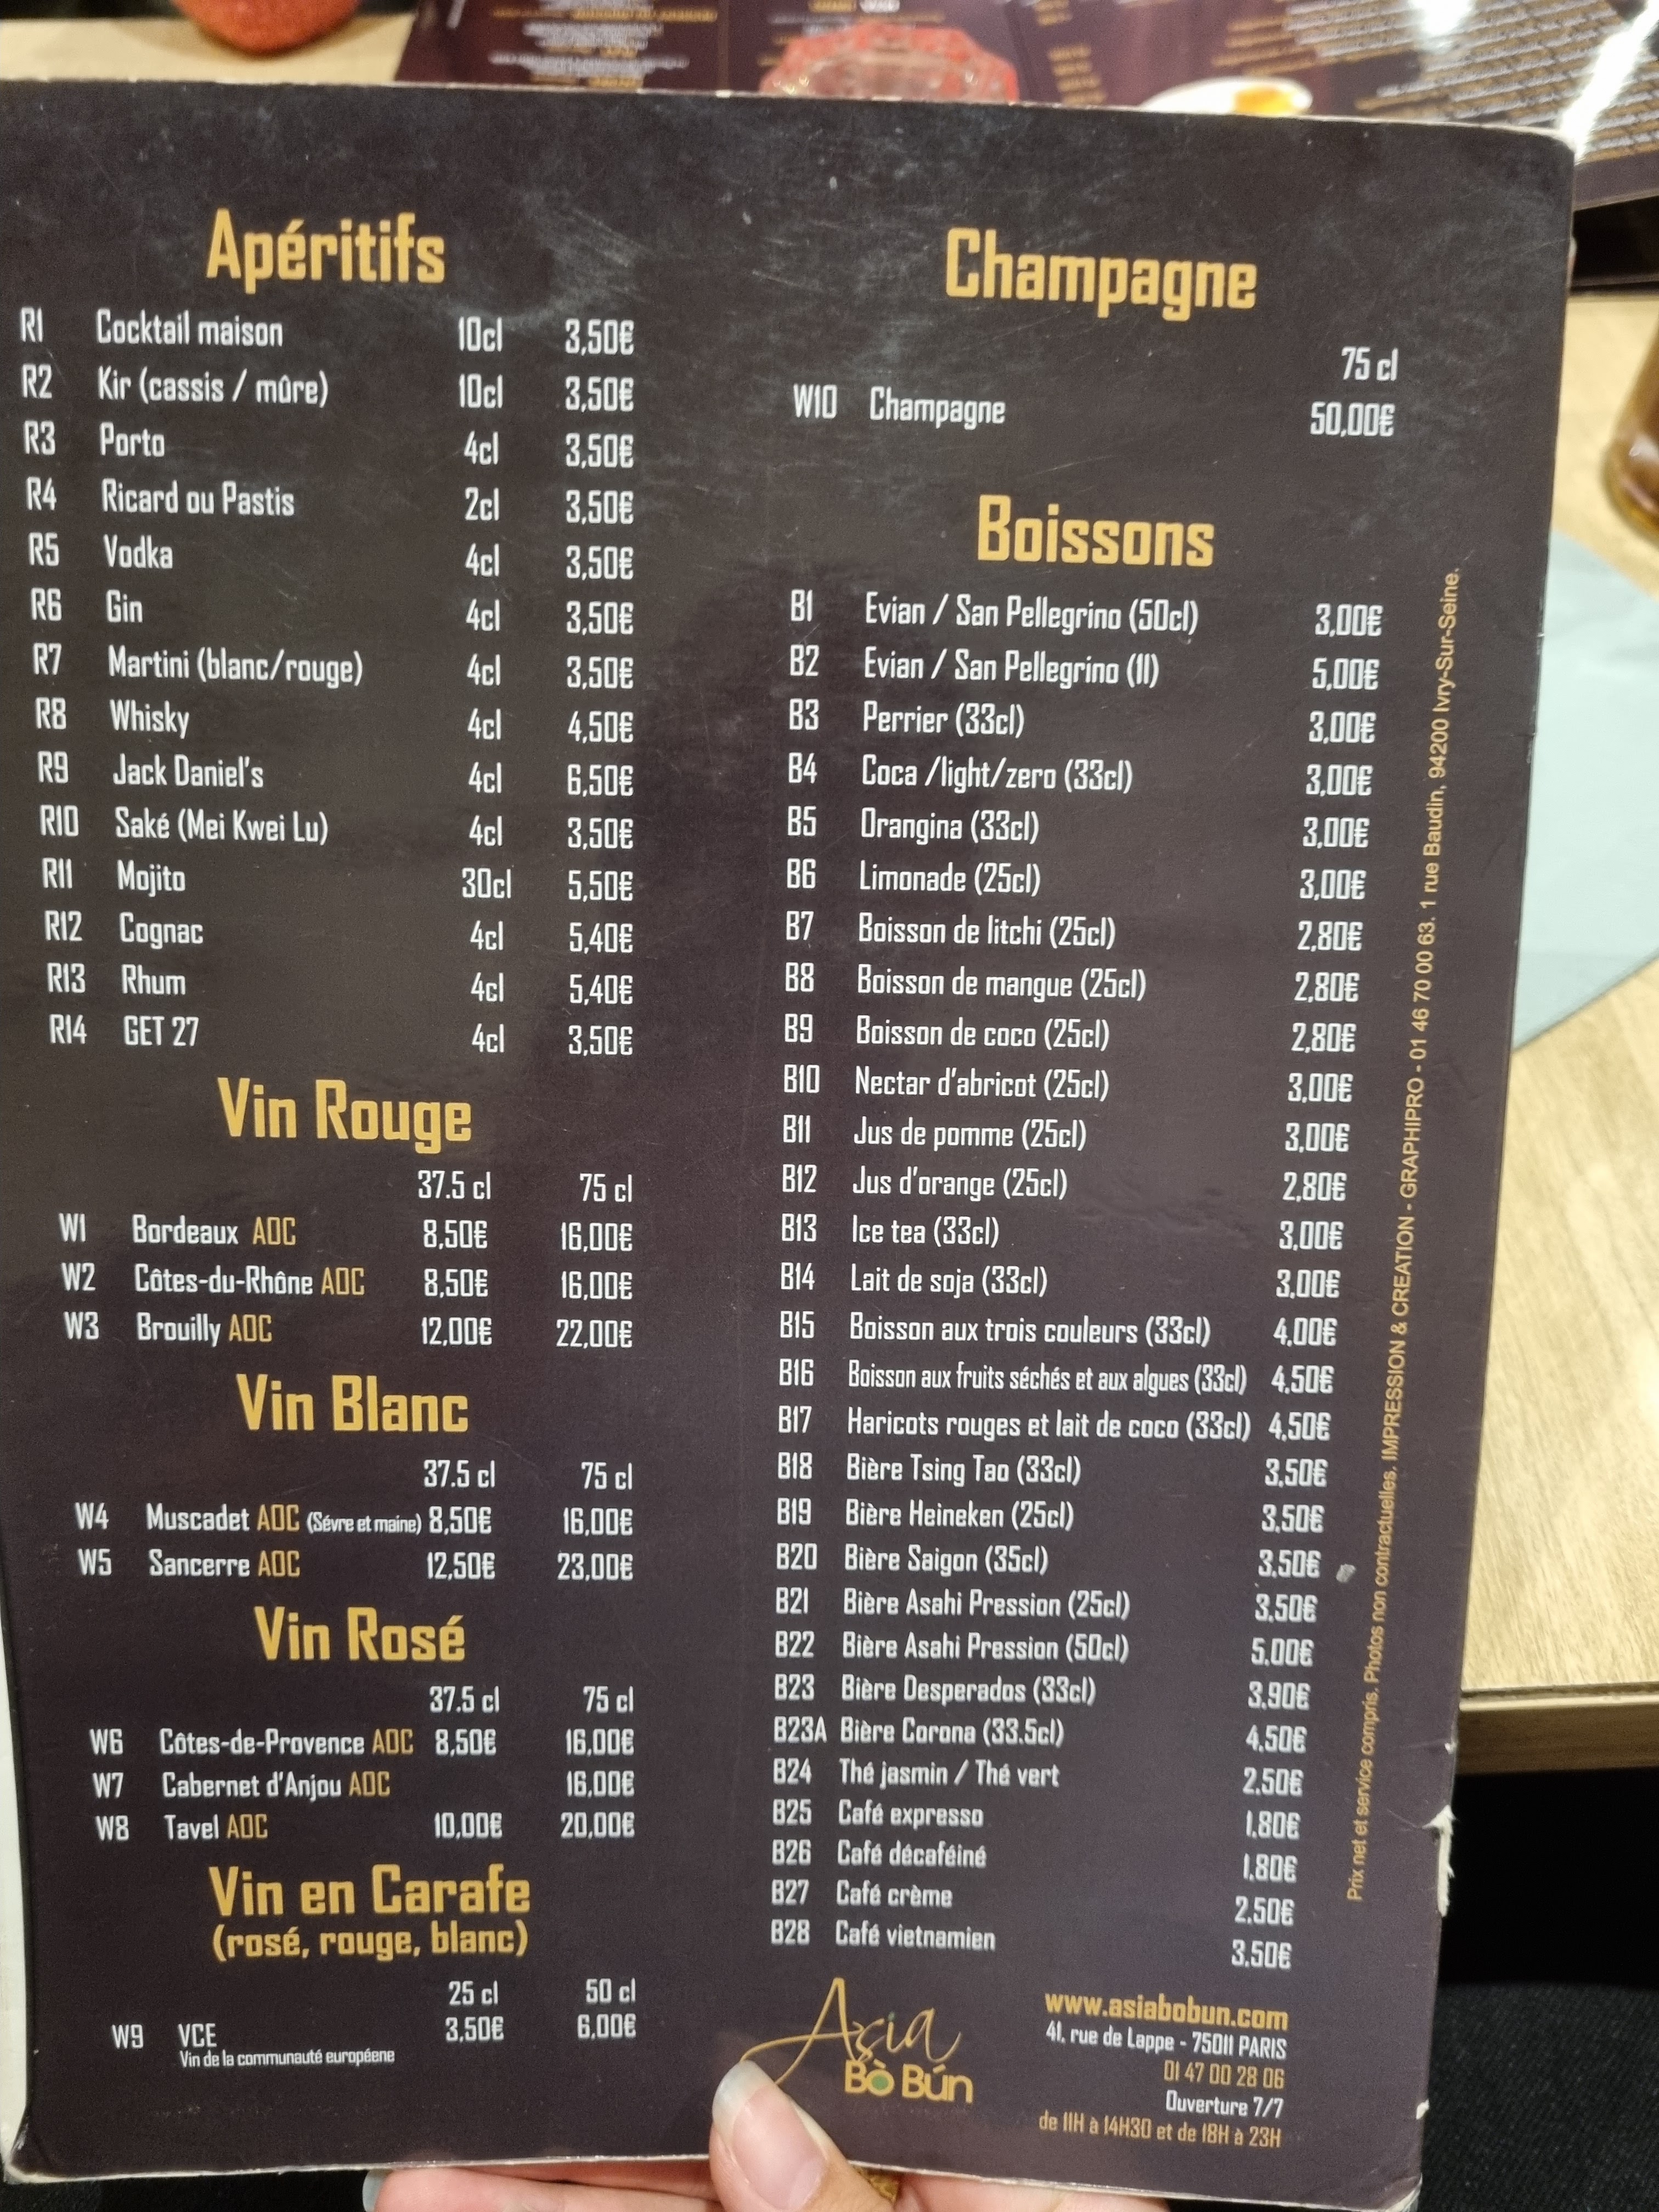 Apéritifs
R1 Cocktail maison 10cl 3,50€
R2 Kir (cassis / mûre) 10cl 3,50€
R3 Porto 4cl 3,50€
R4 Ricard ou Pastis 2cl 3,50€
R5 Vodka 4cl 3,50€
R6 Gin 4cl 3,50€
R7 Martini (blanc/rouge) 4cl 3,50€
R8 Whisky 4cl 4,50€
R9 Jack Daniel's 4cl 6,50€
R10 Saké (Mei Kwei Lu) 4cl 3,50€
R11 Mojito 30cl 5,50€
R12 Cognac 4cl 5,40€
R13 Rhum 4cl 5,40€
R14 GET 27 4cl 3,50€
Vin Rouge
37.5 cl 75 cl
W1 Bordeaux AOC 8,50€ 16,00€
W2 Côtes-du-Rhône AOC 8,50€ 16,00€
W3 Brouilly AOC 12,00€ 22,00€
Vin Blanc
37.5 cl 75 cl
W4 Muscadet AOC (Sévre et maine) 8,50€ 16,00€
W5 Sancerre AOC 12,50€ 23,00€
Vin Rosé
37.5 cl 75 cl
W6 Côtes-de-Provence AOC 8,50€ 16,00€
W7 Cabernet d'Anjou AOC 16,00€
W8 Tavel AOC 10,00€ 20,00€
Vin en Carafe
(rosé, rouge, blanc)
25 cl 50 cl
W9 VCE 3,50€ 6,00€
Vin de la communauté européene
Champagne
75 cl
W10 Champagne 50,00€
Boissons
B1 Evian / San Pellegrino (50cl) 3,00€
B2 Evian / San Pellegrino (1l) 5,00€
B3 Perrier (33cl) 3,00€
B4 Coca /light/zero (33cl) 3,00€
B5 Orangina (33cl) 3,00€
B6 Limonade (25cl) 3,00€
B7 Boisson de litchi (25cl) 2,80€
B8 Boisson de mangue (25cl) 2,80€
B9 Boisson de coco (25cl) 2,80€
B10 Nectar d'abricot (25cl) 3,00€
B11 Jus de pomme (25cl) 3,00€
B12 Jus d'orange (25cl) 2,80€
B13 Ice tea (33cl) 3,00€
B14 Lait de soja (33cl) 3,00€
B15 Boisson aux trois couleurs (33cl) 4,00€
B16 Boisson aux fruits séchés et aux algues (33cl) 4,50€
B17 Haricots rouges et lait de coco (33cl) 4,50€
B18 Bière Tsing Tao (33cl) 3,50€
B19 Bière Heineken (25cl) 3,50€
B20 Bière Saigon (35cl) 3,50€
B21 Bière Asahi Pression (25cl) 3,50€
B22 Bière Asahi Pression (50cl) 5,00€
B23 Bière Desperados (33cl) 3,90€
B23A Bière Corona (33.5cl) 4,50€
B24 Thé jasmin / Thé vert 2,50€
B25 Café expresso 1,80€
B26 Café décaféiné 1,80€
B27 Café crème 2,50€
B28 Café vietnamien 3,50€
Asia
Bò Bún
www.asiabobun.com
41, rue de Lappe - 75011 PARIS
01 47 00 28 06
Ouverture 7/7
de 11H à 14H30 et de 18H à 23H
Prix net et service compris. Photos non contractuelles. IMPRESSION & CREATION - GRAPHIPRO - 01 46 70 00 63. 1 rue Baudin, 94200 Ivry-Sur-Seine.